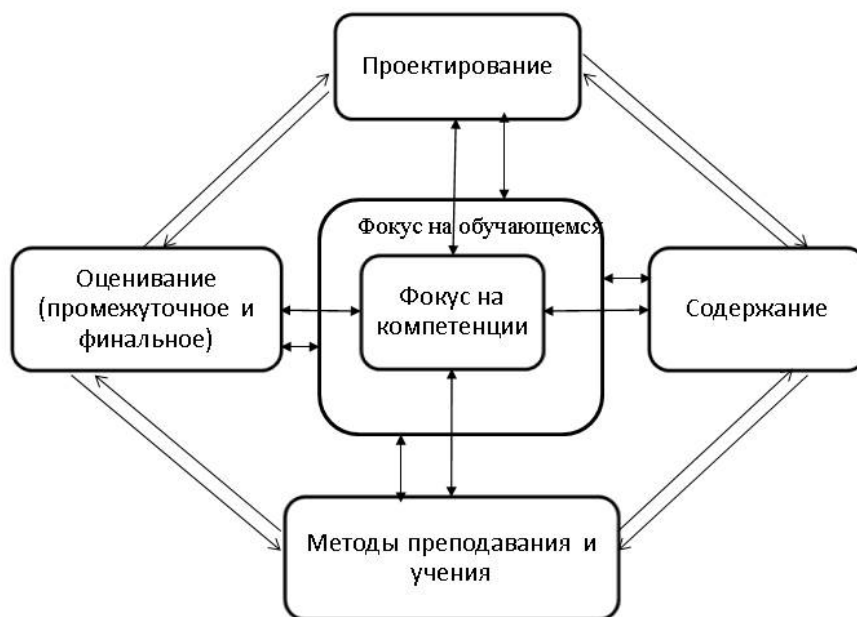 Проектирование
Фокус на обучающемся
Оценивание
(промежуточное и
финальное)
Фокус на
компетенции
Содержание
Методы преподавания и
учения